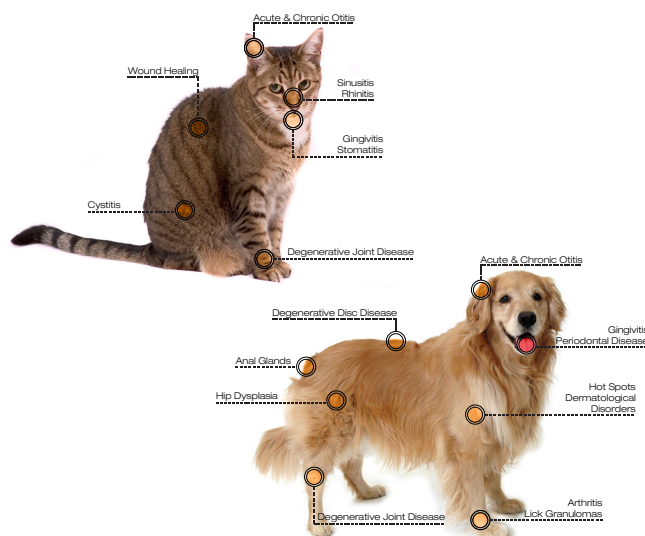 Acute & Chronic Otitis
Wound Healing
Sinusitis
Rhinitis
Gingivitis
Stomatitis
Cystitis
Degenerative Joint Disease
Acute & Chronic Otitis
Degenerative Disc Disease
Gingivitis
Periodontal Disease
Anal Glands
Hip Dysplasia
Hot Spots
Dermatological
Disorders
Arthritis
Lick Granulomas
Degenerative Joint Disease